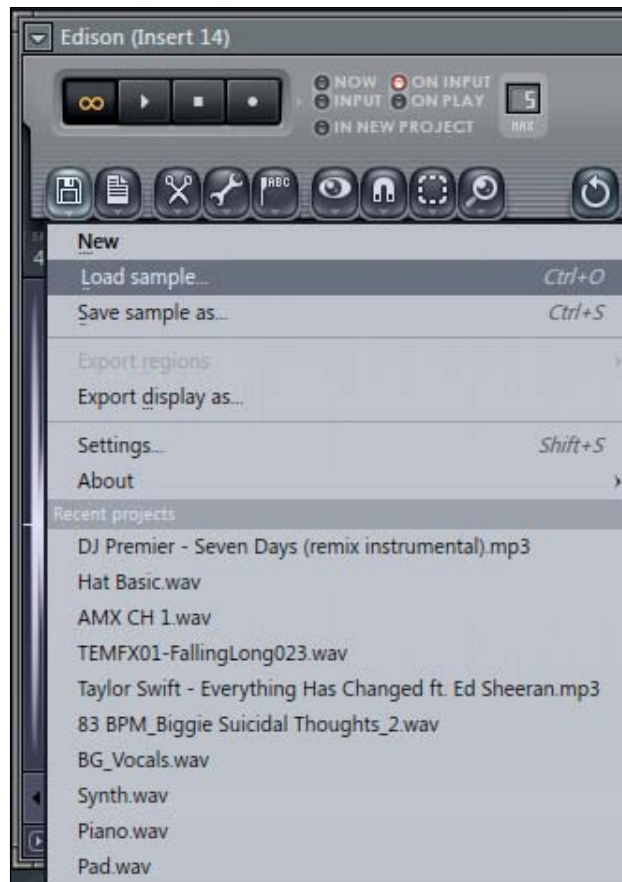 Edison (Insert 14)
NOW ON INPUT
INPUT ON PLAY
IN NEW PROJECT
5
MAX
ABC
New
Load sample... Ctrl+O
Save sample as... Ctrl+S
Export regions
Export display as...
Settings... Shift+S
About
Recent projects
DJ Premier - Seven Days (remix instrumental).mp3
Hat Basic.wav
AMX CH 1.wav
TEMFX01-FallingLong023.wav
Taylor Swift - Everything Has Changed ft. Ed Sheeran.mp3
83 BPM_Biggie Suicidal Thoughts_2.wav
BG_Vocals.wav
Synth.wav
Piano.wav
Pad.wav